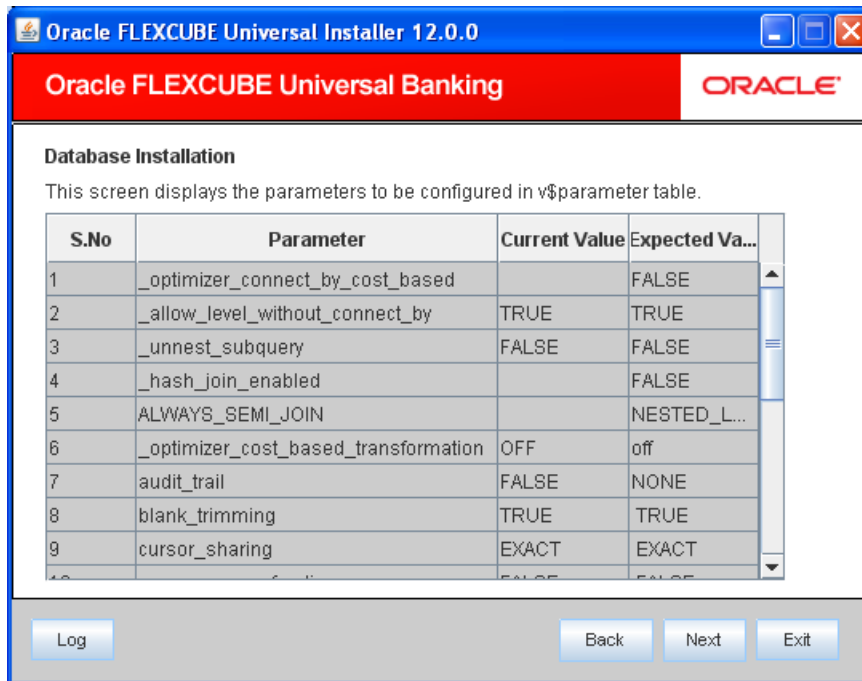 Oracle FLEXCUBE Universal Installer 12.0.0
Oracle FLEXCUBE Universal Banking
ORACLE
Database Installation
This screen displays the parameters to be configured in v$parameter table.
S.No Parameter Current Value Expected Va...
1 _optimizer_connect_by_cost_based FALSE
2 _allow_level_without_connect_by TRUE TRUE
3 _unnest_subquery FALSE FALSE
4 _hash_join_enabled FALSE
5 ALWAYS_SEMI_JOIN NESTED_L...
6 _optimizer_cost_based_transformation OFF off
7 audit_trail FALSE NONE
8 blank_trimming TRUE TRUE
9 cursor_sharing EXACT EXACT
Log Back Next Exit